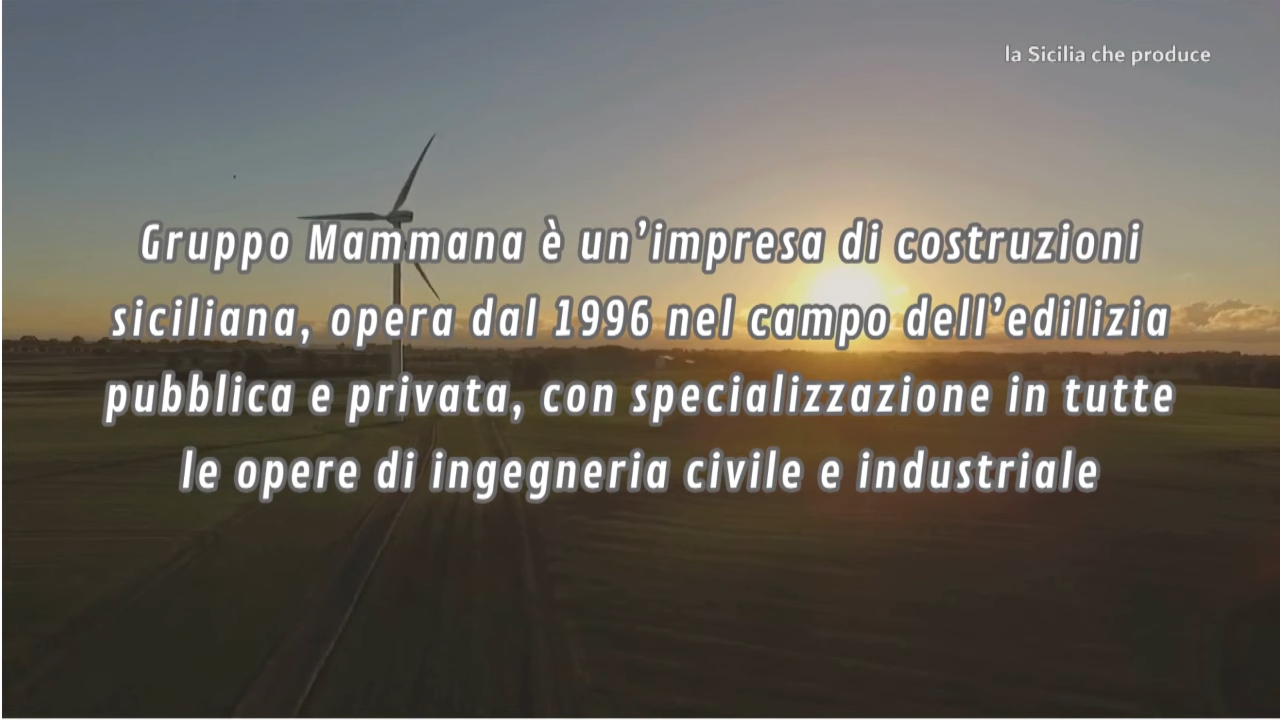 la Sicilia che produce
Gruppo Mammana è un’impresa di costruzioni
siciliana, opera dal 1996 nel campo dell’edilizia
pubblica e privata, con specializzazione in tutte
le opere di ingegneria civile e industriale